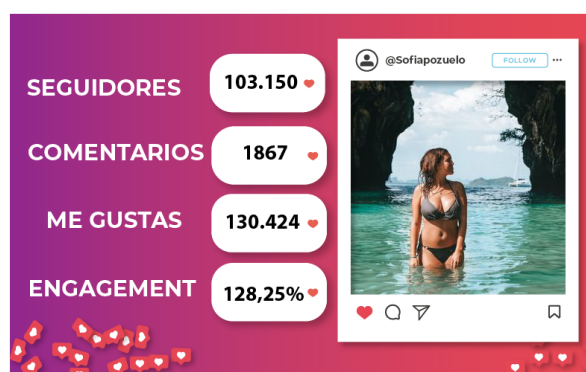 SEGUIDORES 103.150
COMENTARIOS 1867
ME GUSTAS 130.424
ENGAGEMENT 128,25%
@Sofiapozuelo FOLLOW